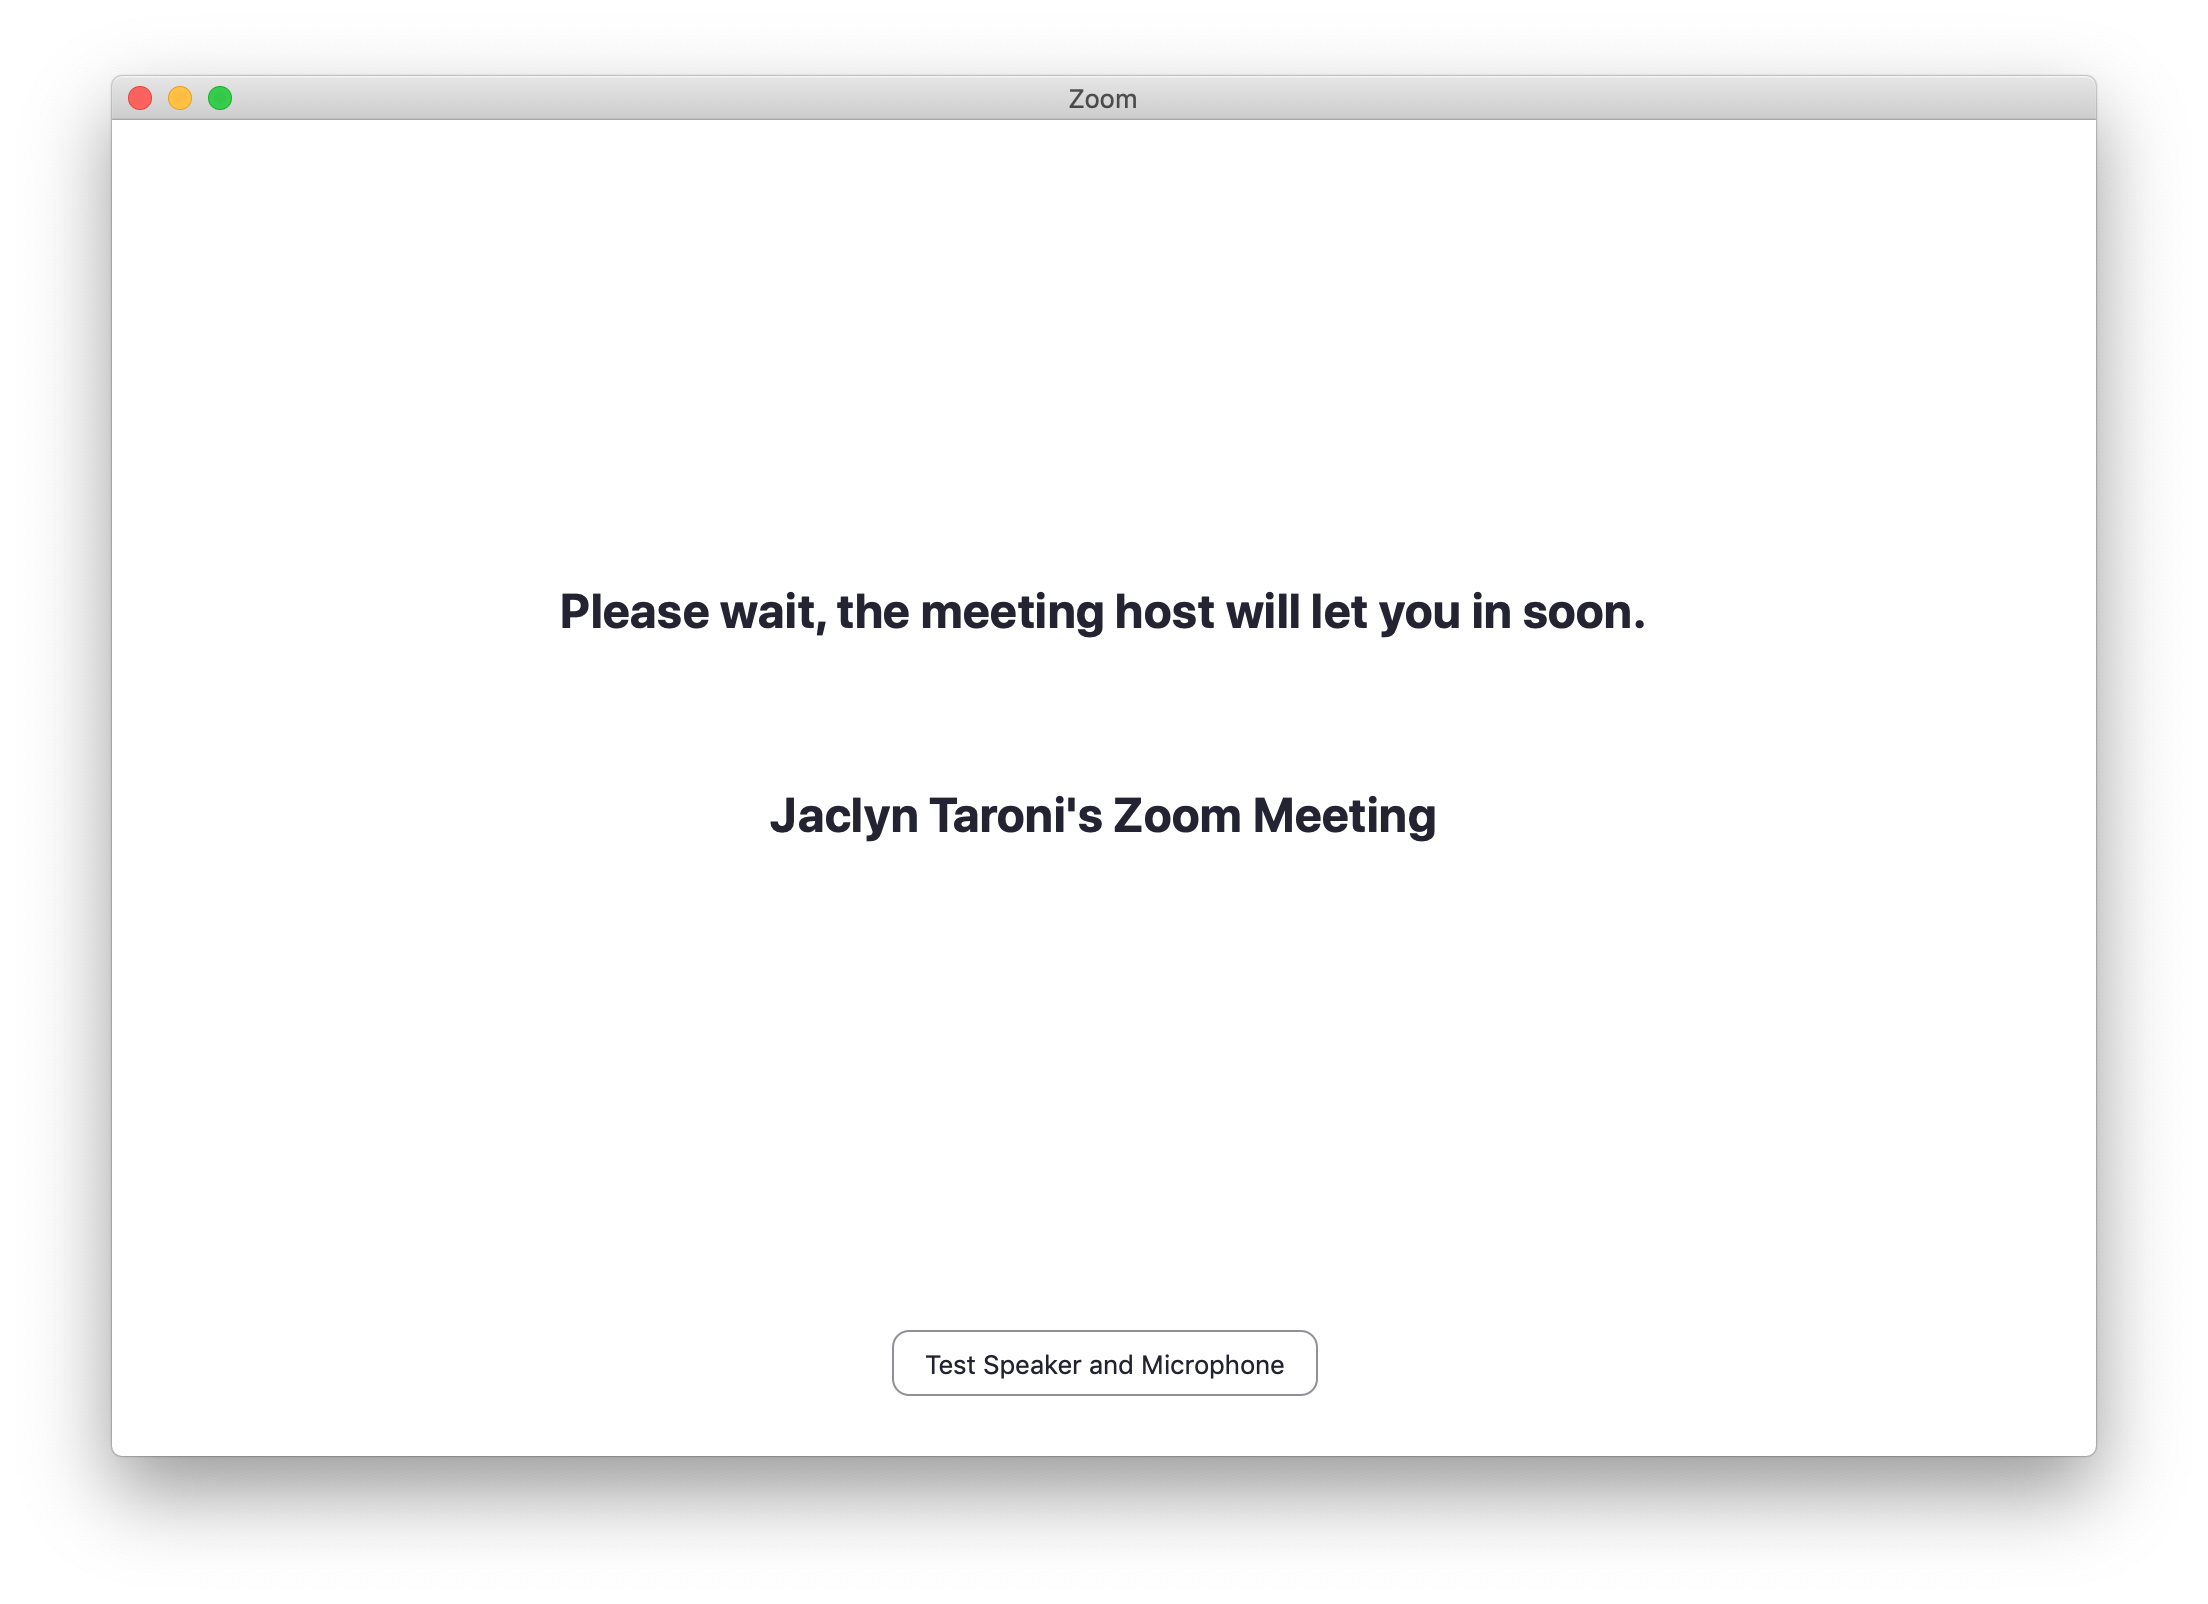 Zoom
Please wait, the meeting host will let you in soon.
Jaclyn Taroni's Zoom Meeting
Test Speaker and Microphone